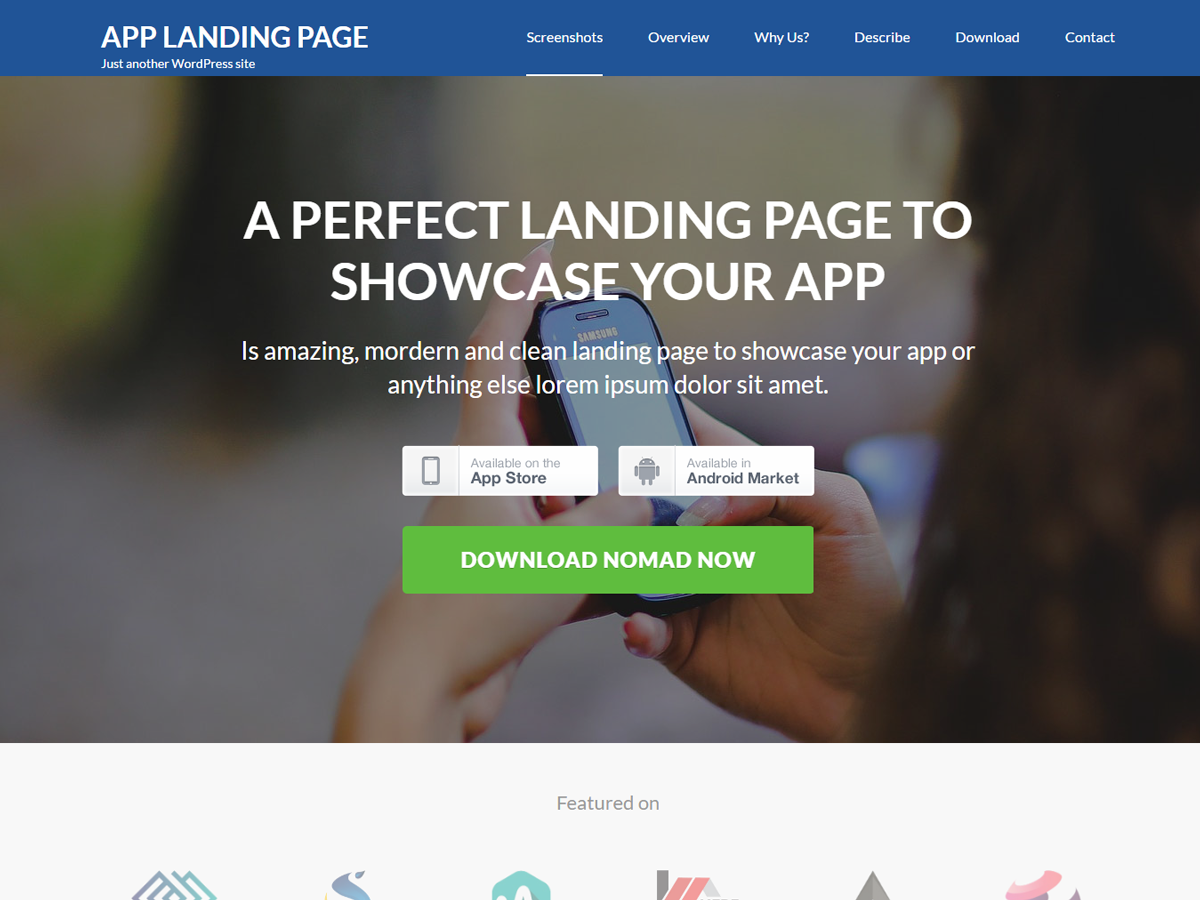 APP LANDING PAGE
Just another WordPress site
Screenshots
Overview
Why Us?
Describe
Download
Contact
A PERFECT LANDING PAGE TO
SHOWCASE YOUR APP
SAMSUNG
Is amazing, mordern and clean landing page to showcase your app or
anything else lorem ipsum dolor sit amet.
Available on the
App Store
Available in
Android Market
DOWNLOAD NOMAD NOW
Featured on